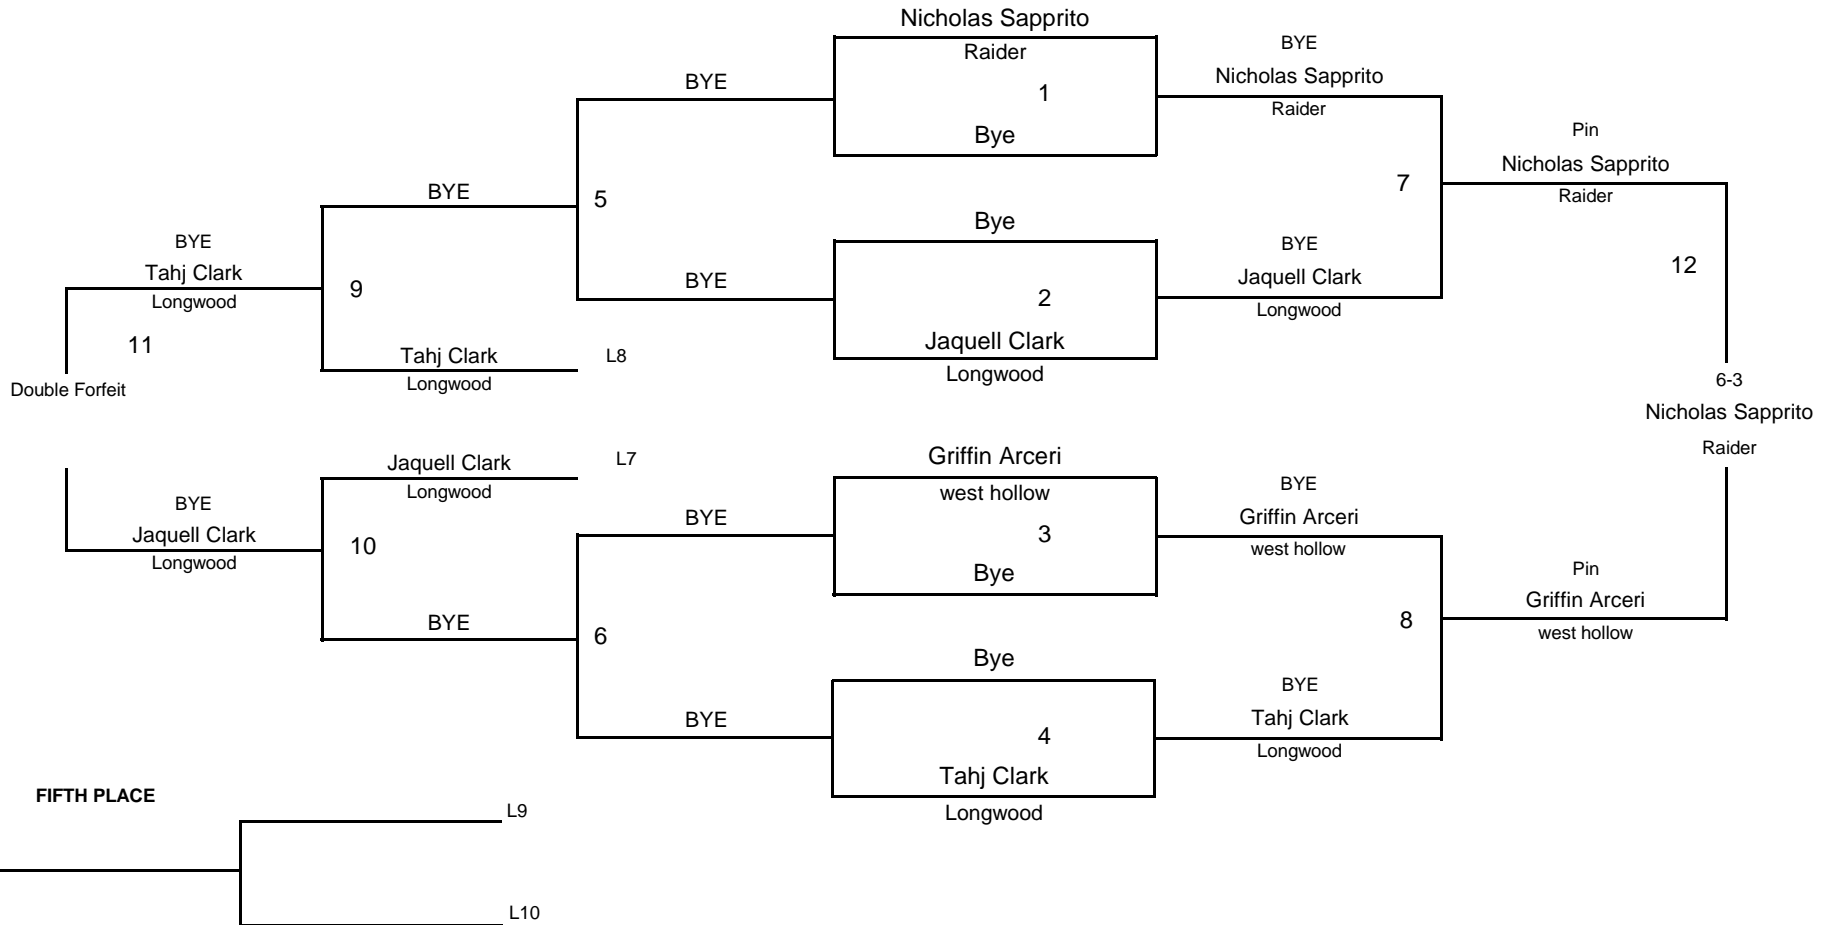 Nicholas Sapprito
Raider
1
Bye
BYE
Nicholas Sapprito
Raider
BYE
5
BYE
7
Pin
Nicholas Sapprito
Raider
Bye
2
Jaquell Clark
Longwood
BYE
Jaquell Clark
Longwood
BYE
BYE
Tahj Clark
Longwood
9
12
11
Tahj Clark
Longwood
L8
Double Forfeit
6-3
Nicholas Sapprito
Raider
Jaquell Clark
Longwood
L7
Griffin Arceri
west hollow
3
Bye
BYE
Griffin Arceri
west hollow
BYE
BYE
Jaquell Clark
Longwood
10
Pin
Griffin Arceri
west hollow
BYE
6
8
Bye
4
Tahj Clark
Longwood
BYE
Tahj Clark
Longwood
BYE
FIFTH PLACE
L9
L10